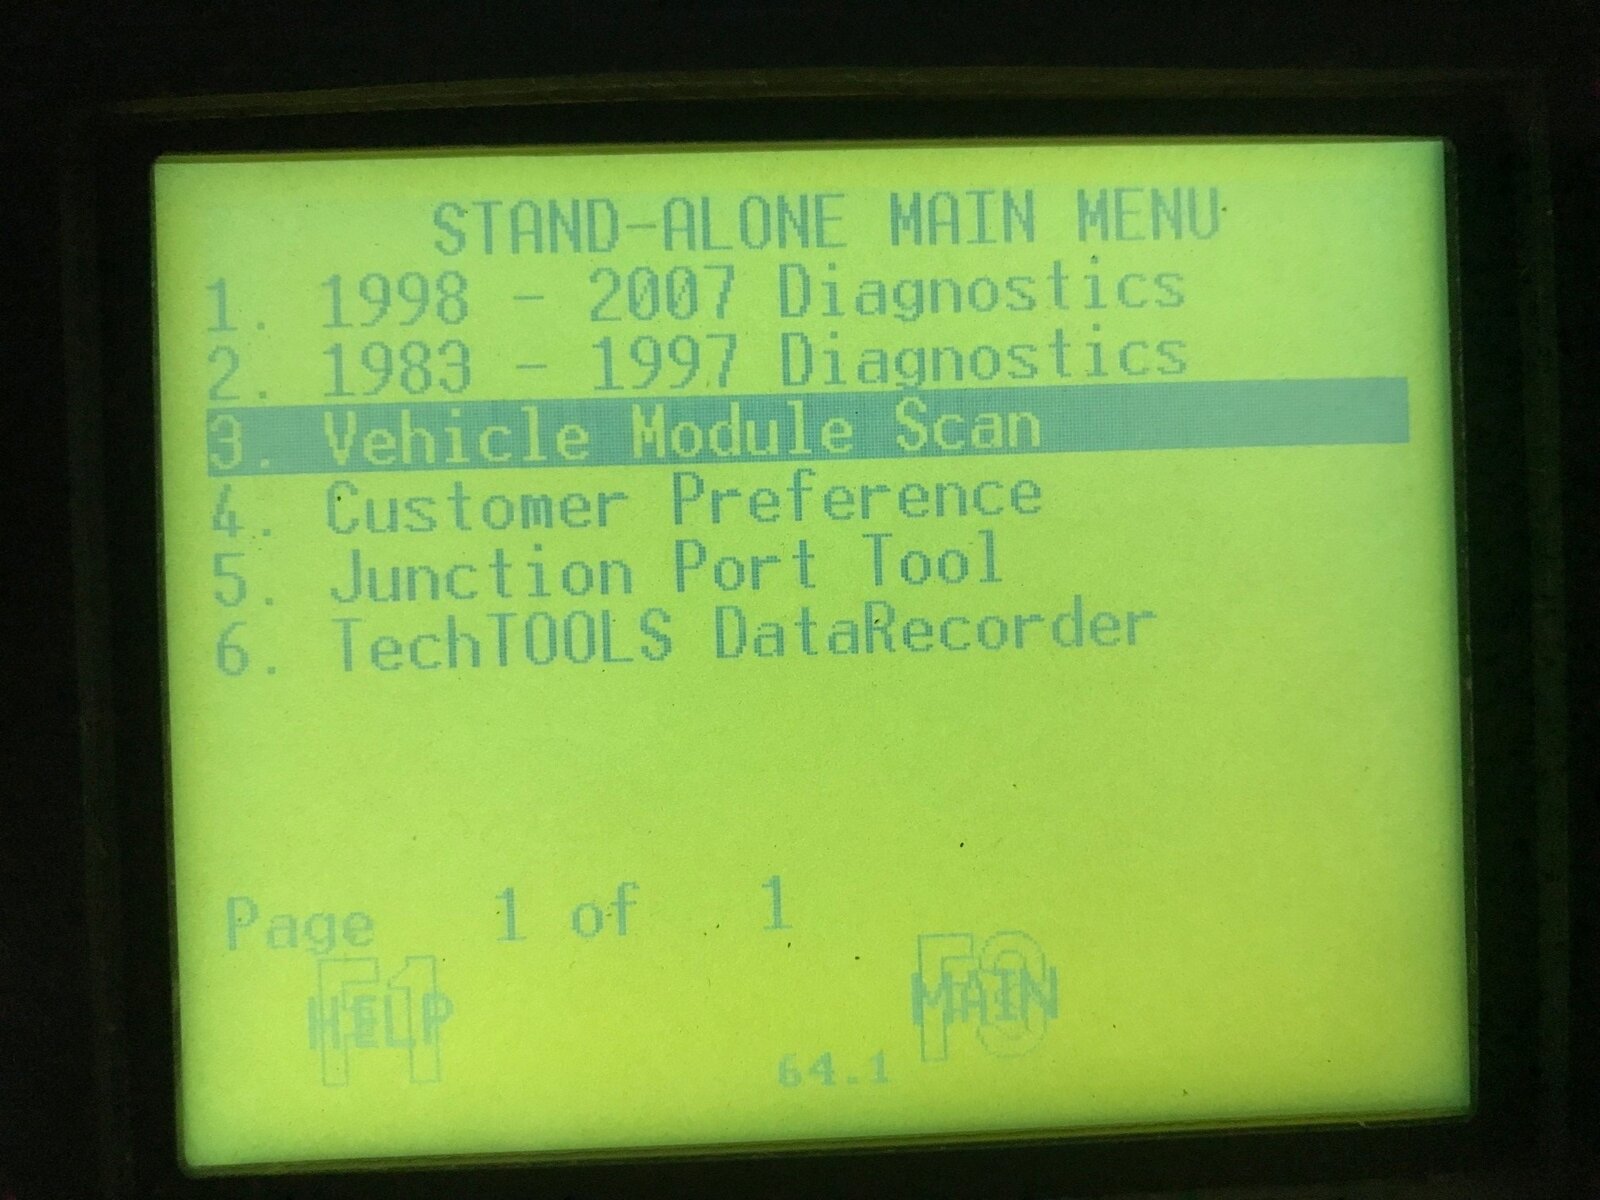 STAND-ALONE MAIN MENU
1. 1998 - 2007 Diagnostics
2. 1983 - 1997 Diagnostics
3. Vehicle Module Scan
4. Customer Preference
5. Junction Port Tool
6. TechTOOLS DataRecorder
Page 1 of 1
F1 HELP
F3 MAIN
64.1